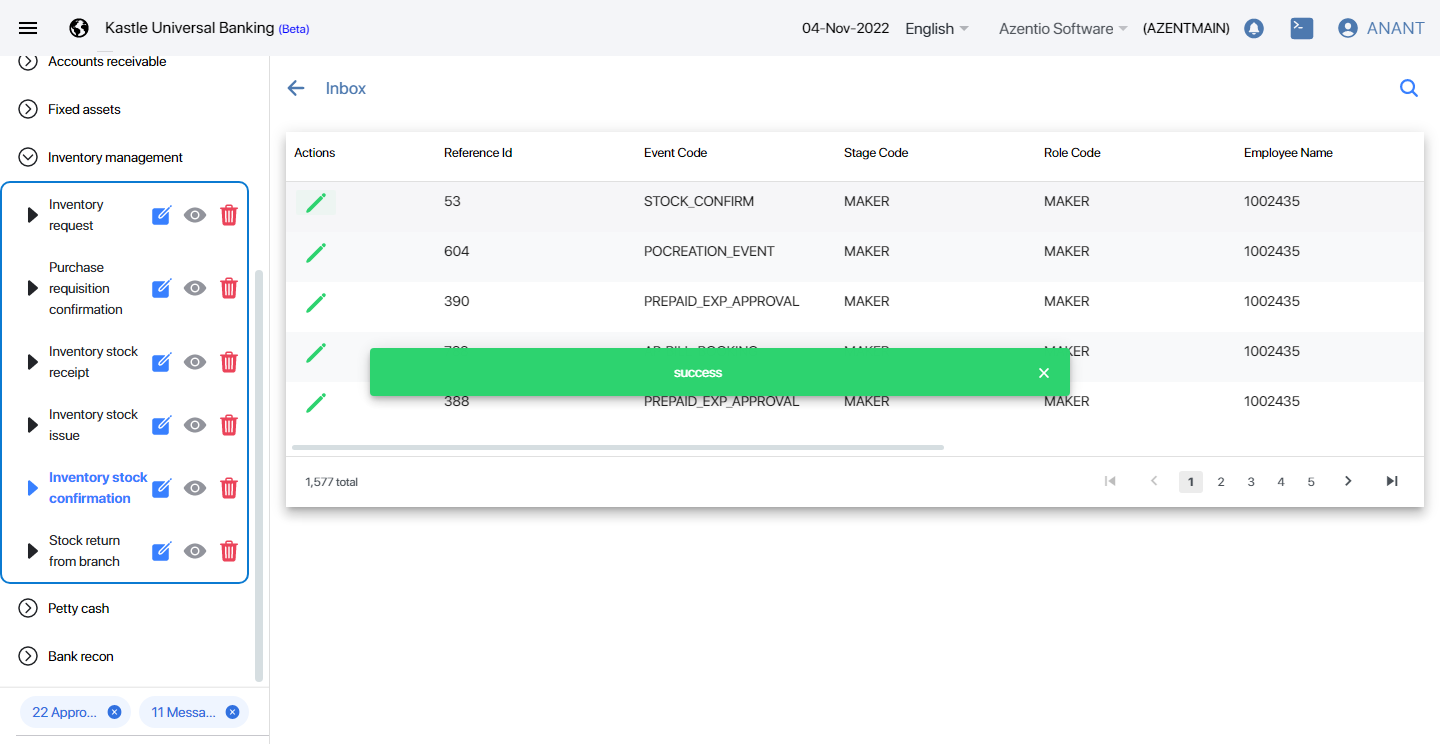 Kastle Universal Banking (Beta)
04-Nov-2022
English
Azentio Software
(AZENTMAIN)
ANANT
Accounts receivable
Fixed assets
Inventory management
Inventory
request
Purchase
requisition
confirmation
Inventory stock
receipt
Inventory stock
issue
Inventory stock
confirmation
Stock return
from branch
Petty cash
Bank recon
22 Appro...
11 Messa...
Inbox
Actions Reference Id Event Code Stage Code Role Code Employee Name
53 STOCK_CONFIRM MAKER MAKER 1002435
604 POCREATION_EVENT MAKER MAKER 1002435
390 PREPAID_EXP_APPROVAL MAKER MAKER 1002435
MAKER MAKER 1002435
success
388 PREPAID_EXP_APPROVAL MAKER MAKER 1002435
1,577 total
1 2 3 4 5